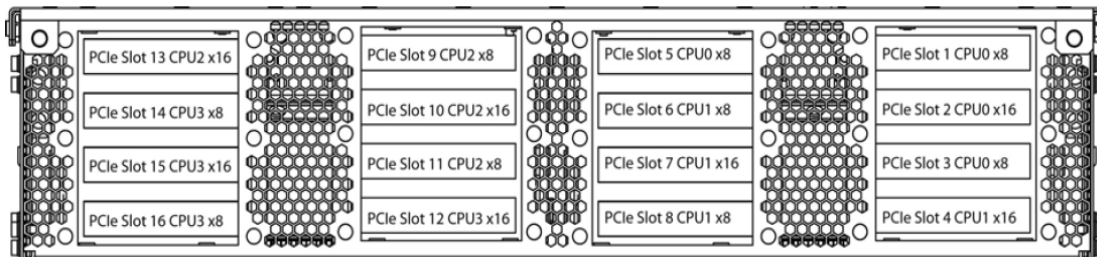 PCIe Slot 13 CPU2 x16
PCIe Slot 14 CPU3 x8
PCIe Slot 15 CPU3 x16
PCIe Slot 16 CPU3 x8
PCIe Slot 9 CPU2 x8
PCIe Slot 10 CPU2 x16
PCIe Slot 11 CPU2 x8
PCIe Slot 12 CPU3 x16
PCIe Slot 5 CPU0 x8
PCIe Slot 6 CPU1 x8
PCIe Slot 7 CPU1 x16
PCIe Slot 8 CPU1 x8
PCIe Slot 1 CPU0 x8
PCIe Slot 2 CPU0 x16
PCIe Slot 3 CPU0 x8
PCIe Slot 4 CPU1 x16